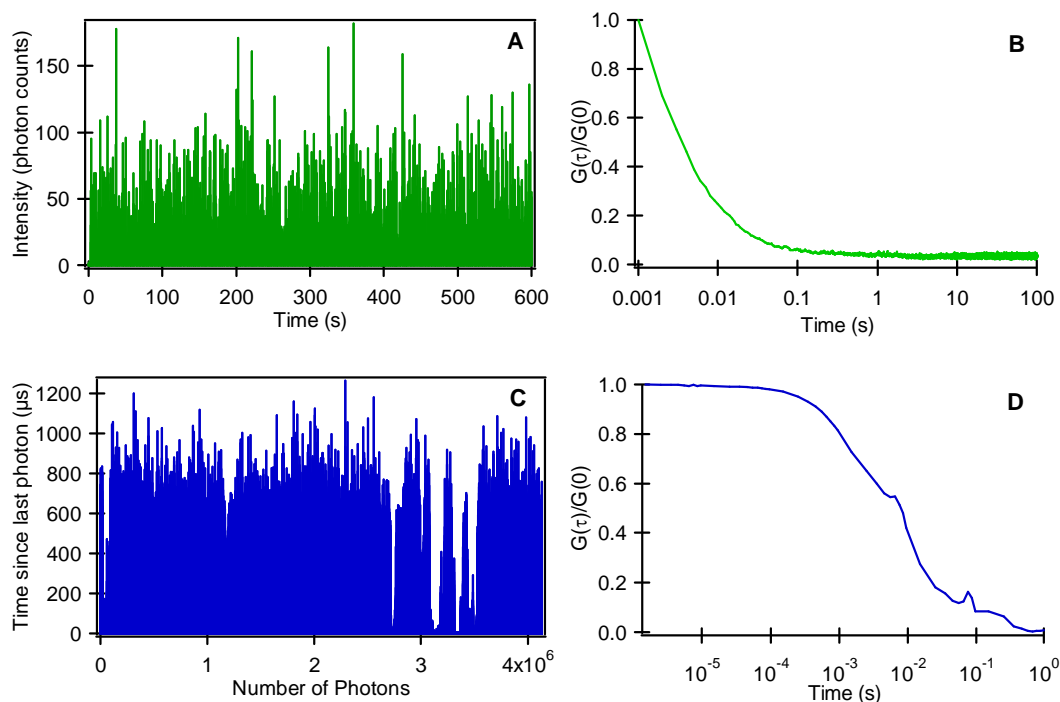 A
Intensity (photon counts)
150
100
50
0
0 100 200 300 400 500 600
Time (s)
B
G(τ)/G(0)
1.0
0.8
0.6
0.4
0.2
0.0
0.001 0.01 0.1 1 10 100
Time (s)
C
Time since last photon (µs)
1200
1000
800
600
400
200
0
0 1 2 3 4x10⁶
Number of Photons
D
G(τ)/G(0)
1.0
0.8
0.6
0.4
0.2
0.0
10⁻⁵ 10⁻⁴ 10⁻³ 10⁻² 10⁻¹ 10⁰
Time (s)